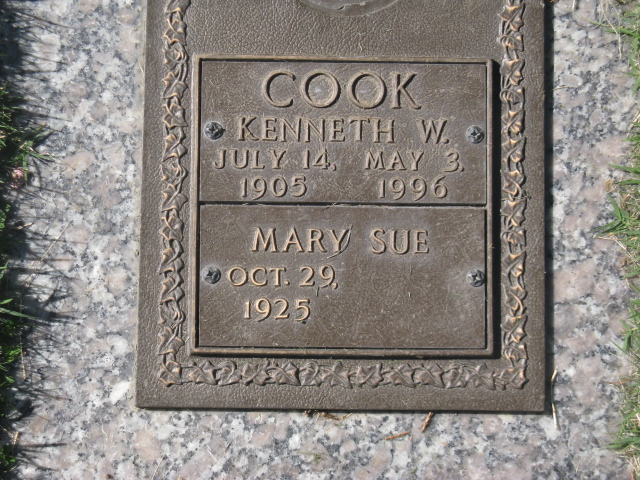 COOK
KENNETH W.
JULY 14, MAY 3,
1905 1996
MARY SUE
OCT. 29,
1925